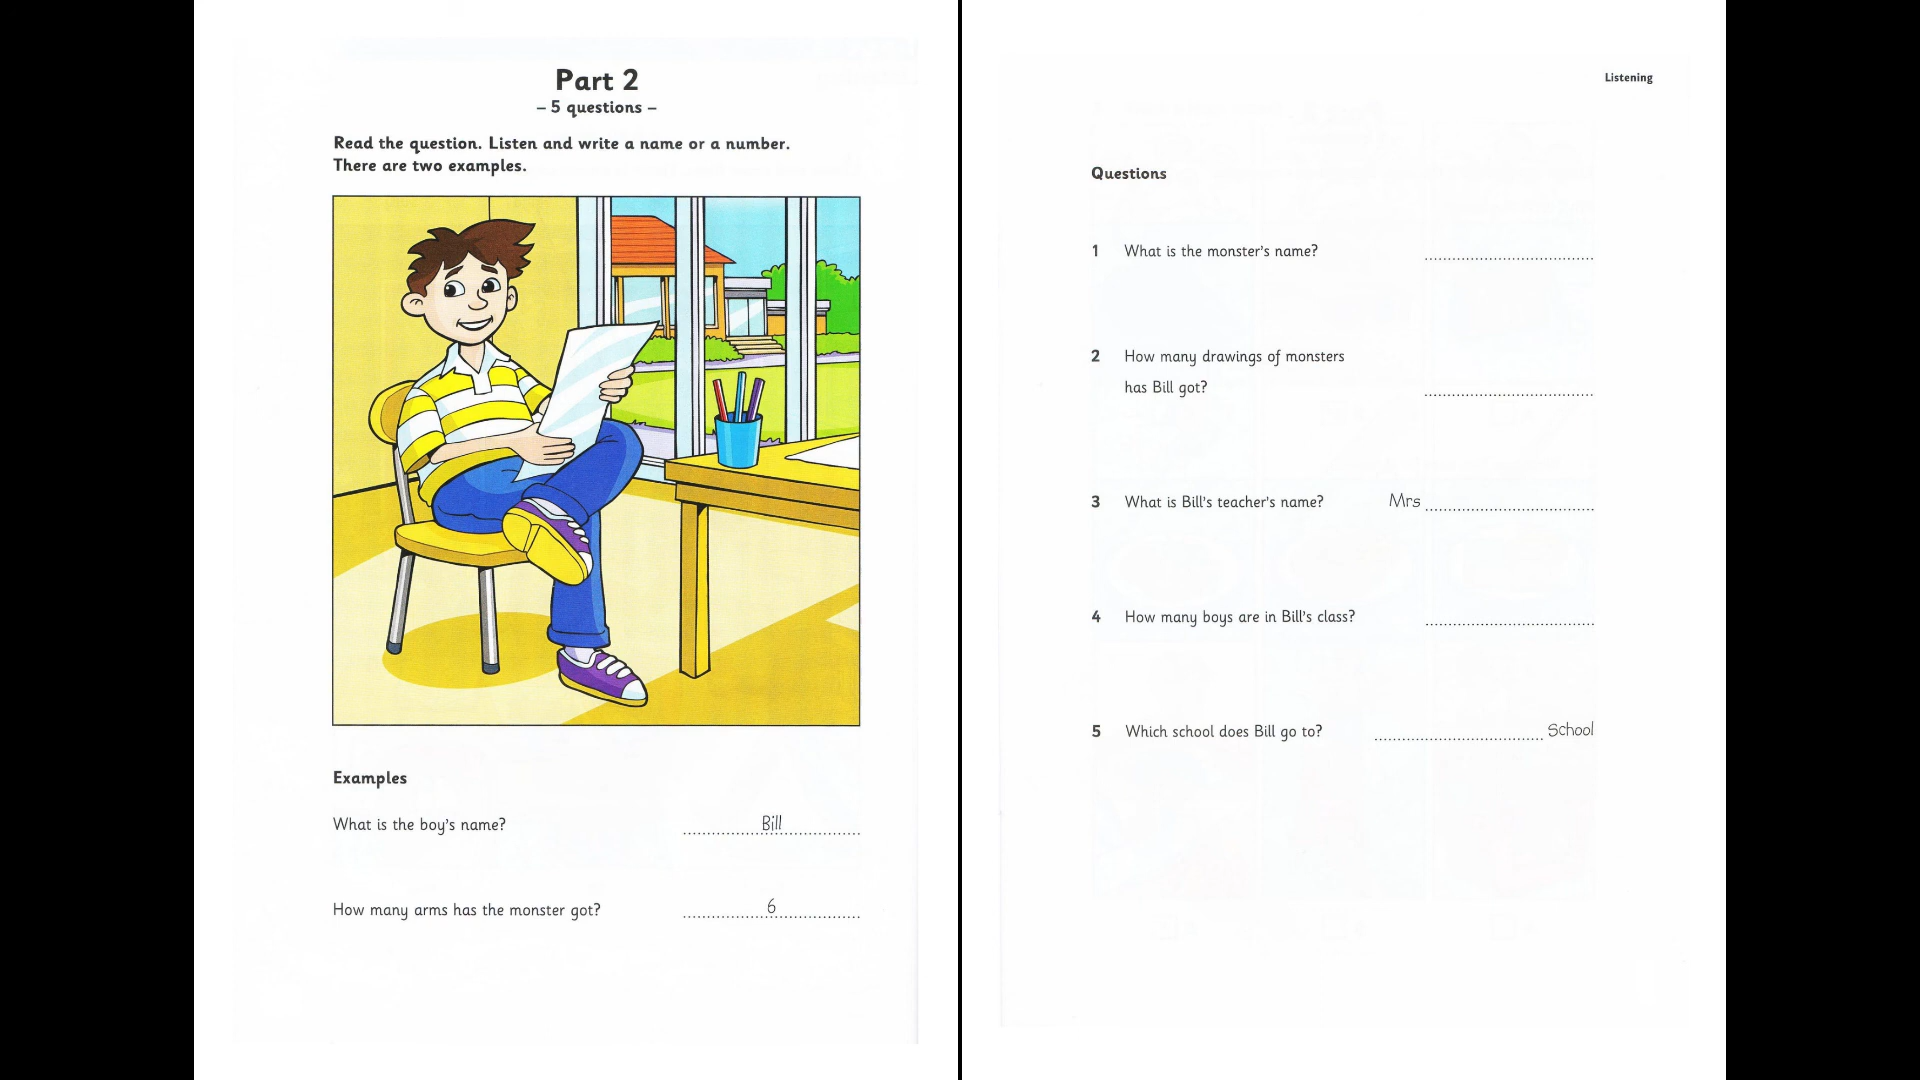 Part 2
– 5 questions –
Read the question. Listen and write a name or a number.
There are two examples.
Examples
What is the boy's name? Bill
How many arms has the monster got? 6
Listening
Questions
1 What is the monster's name?
2 How many drawings of monsters
has Bill got?
3 What is Bill's teacher's name? Mrs
4 How many boys are in Bill's class?
5 Which school does Bill go to? School